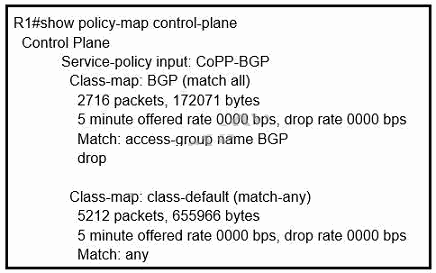 R1#show policy-map control-plane
Control Plane
Service-policy input: CoPP-BGP
Class-map: BGP (match all)
2716 packets, 172071 bytes
5 minute offered rate 0000 bps, drop rate 0000 bps
Match: access-group name BGP
drop
Class-map: class-default (match-any)
5212 packets, 655966 bytes
5 minute offered rate 0000 bps, drop rate 0000 bps
Match: any